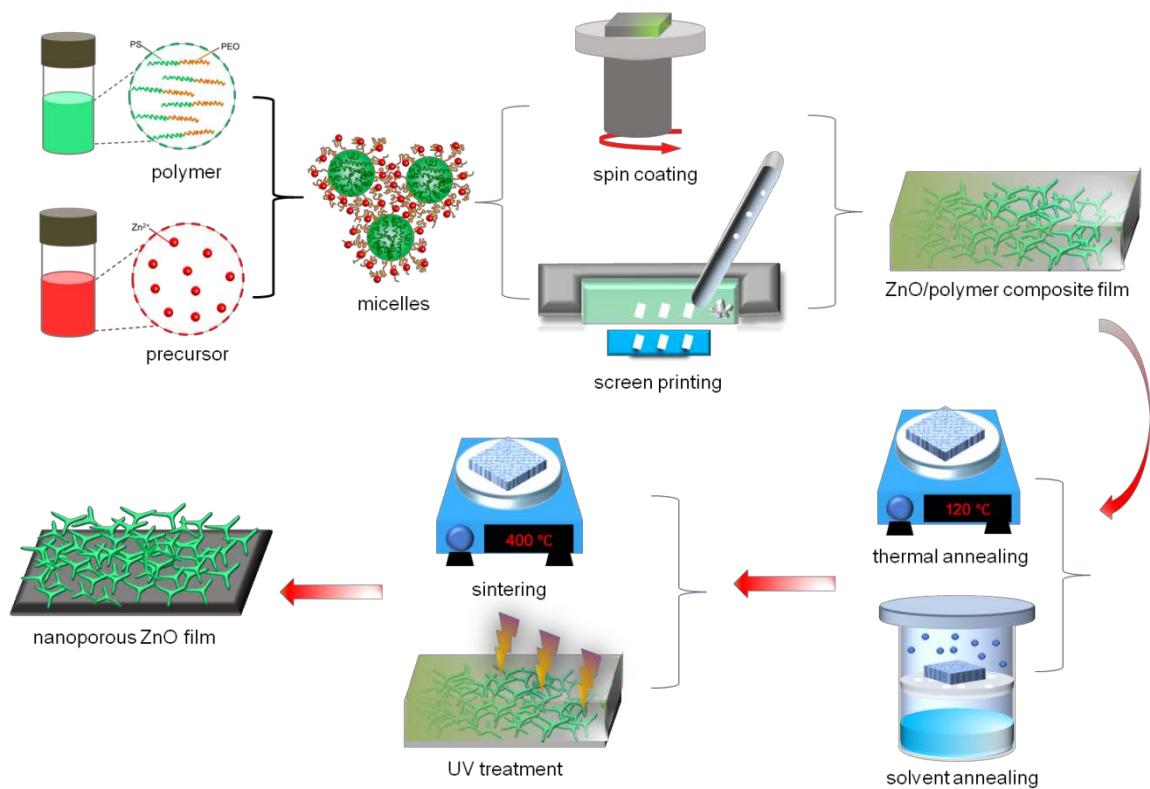 PS
PEO
polymer
Zn²⁺
precursor
micelles
spin coating
screen printing
ZnO/polymer composite film
120 ℃
thermal annealing
solvent annealing
400 ℃
sintering
UV treatment
nanoporous ZnO film